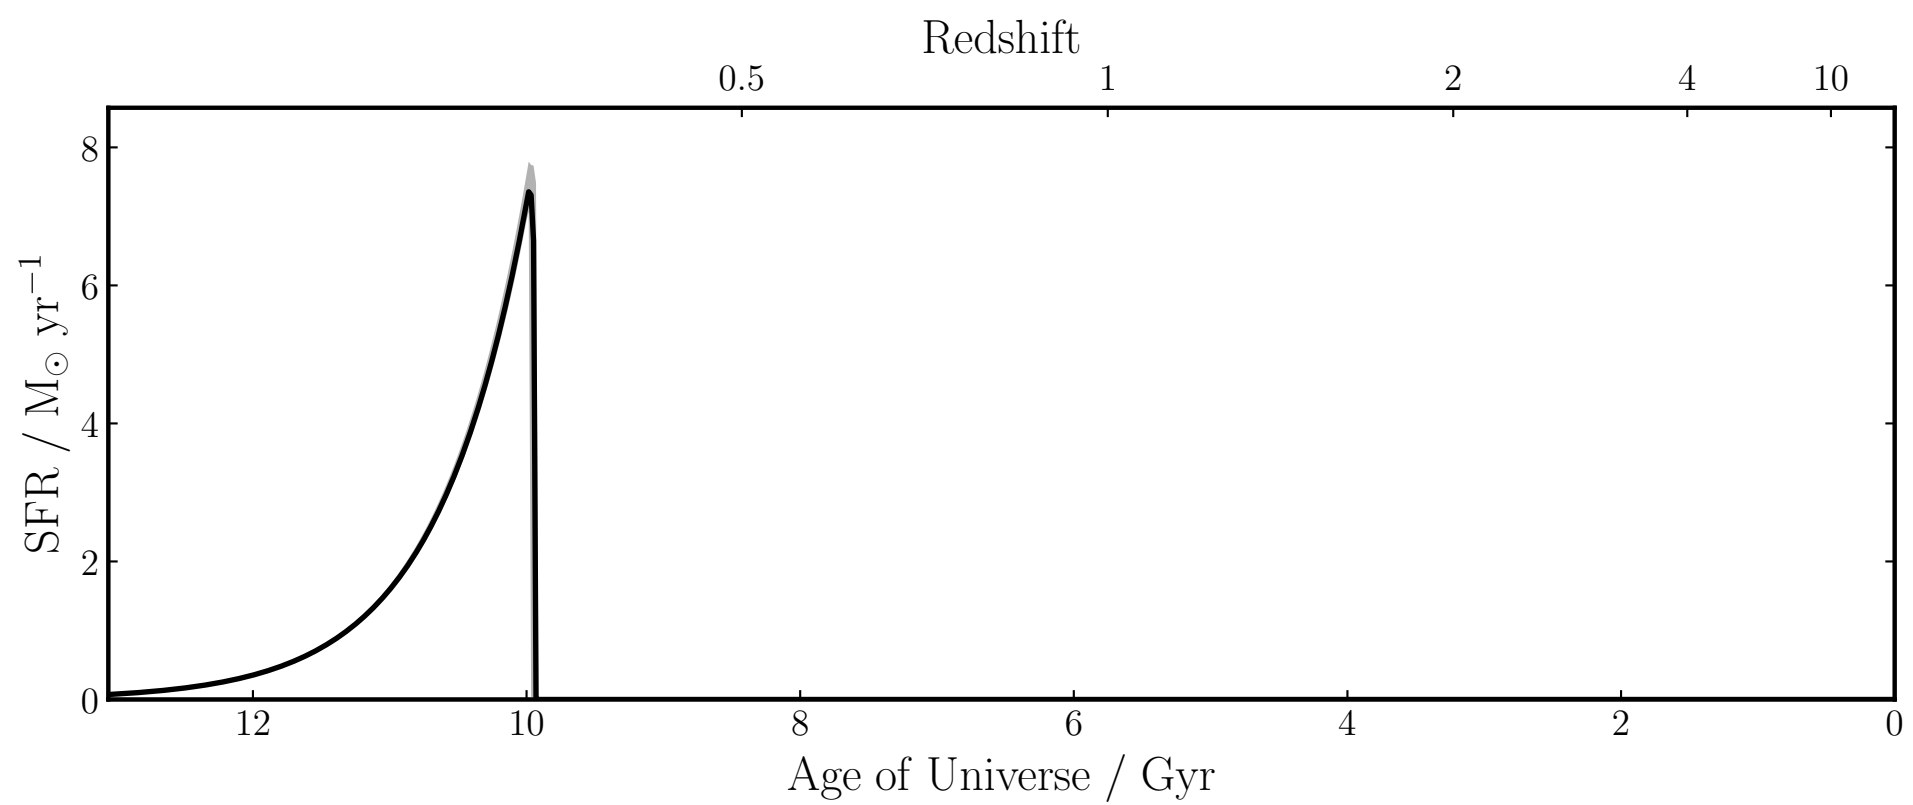 Redshift
0.5 1 2 4 10
8
6
4
2
0
SFR / M⊙ yr⁻¹
12 10 8 6 4 2 0
Age of Universe / Gyr